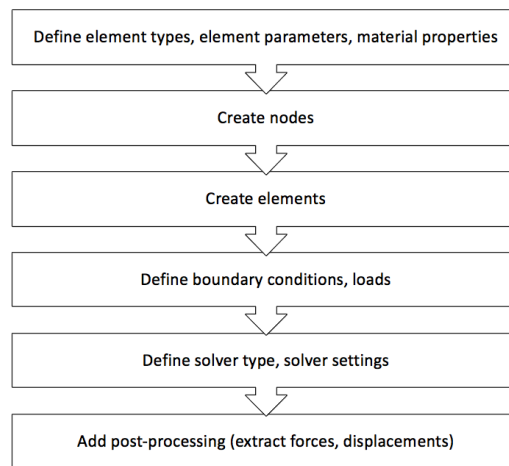 Define element types, element parameters, material properties
Create nodes
Create elements
Define boundary conditions, loads
Define solver type, solver settings
Add post-processing (extract forces, displacements)